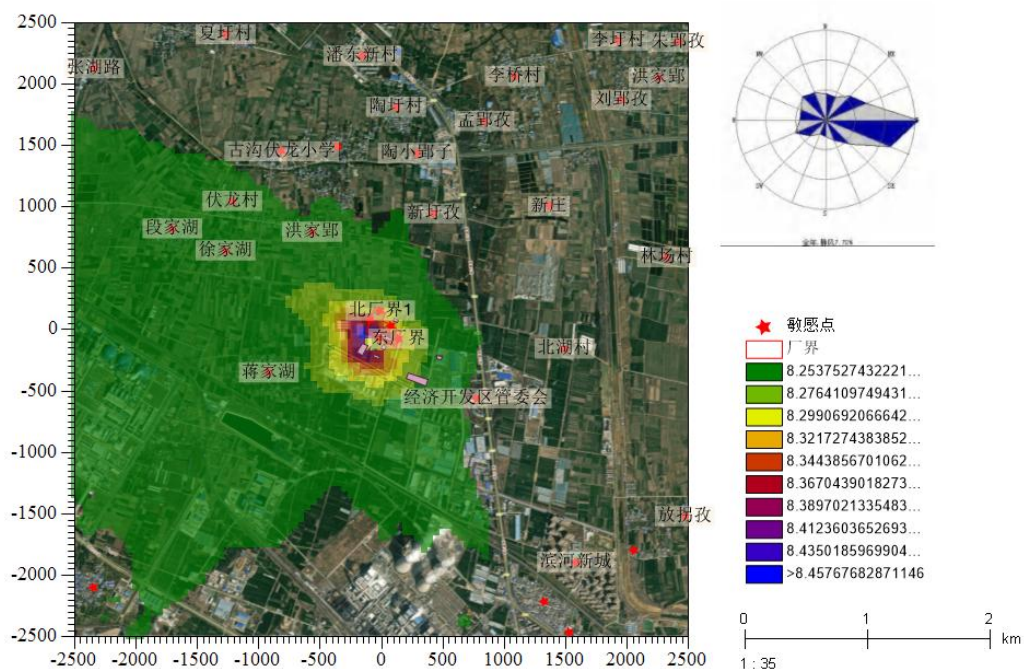 2500
2000
1500
1000
500
0
-500
-1000
-1500
-2000
-2500
-2500 -2000 -1500 -1000 -500 0 500 1000 1500 2000 2500
夏圩村
潘东新村
李圩村 朱郢孜
张湖路
李桥村
洪家郢
陶圩村
刘郢孜
孟郢孜
古沟伏龙小学
陶小郢子
伏龙村
新圩孜
新庄
段家湖
洪家郢
徐家湖
林场村
北厂界1
东厂界
北湖村
蒋家湖
经济开发区管委会
放拐孜
滨河新城
N
NE
SE
S
SW
敏感点
厂界
8.2537527432221...
8.2764109749431...
8.2990692066642...
8.3217274383852...
8.3443856701062...
8.3670439018273...
8.3897021335483...
8.4123603652693...
8.4350185969904...
>8.45767682871146
0 1 2
km
1 : 35